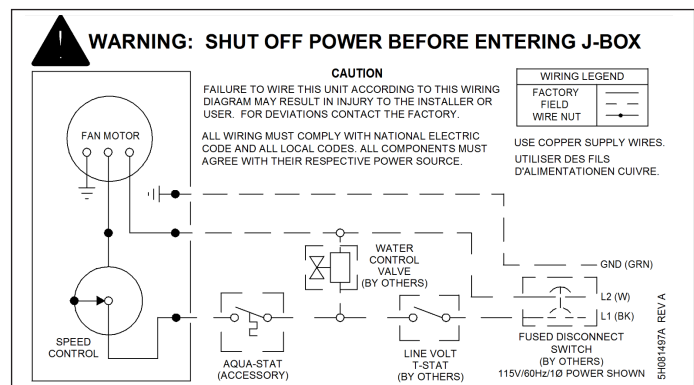 WARNING: SHUT OFF POWER BEFORE ENTERING J-BOX
CAUTION
FAILURE TO WIRE THIS UNIT ACCORDING TO THIS WIRING
DIAGRAM MAY RESULT IN INJURY TO THE INSTALLER OR
USER. FOR DEVIATIONS CONTACT THE FACTORY.
ALL WIRING MUST COMPLY WITH NATIONAL ELECTRIC
CODE AND ALL LOCAL CODES. ALL COMPONENTS MUST
AGREE WITH THEIR RESPECTIVE POWER SOURCE.
WIRING LEGEND
FACTORY
FIELD
WIRE NUT
USE COPPER SUPPLY WIRES.
UTILISER DES FILS
D'ALIMENTATIONEN CUIVRE.
FAN MOTOR
WATER
CONTROL
VALVE
(BY OTHERS)
GND (GRN)
L2 (W)
L1 (BK)
SPEED
CONTROL
AQUA-STAT
(ACCESSORY)
LINE VOLT
T-STAT
(BY OTHERS)
FUSED DISCONNECT
SWITCH
(BY OTHERS)
115V/60Hz/1Ø POWER SHOWN
5H081497A REV A